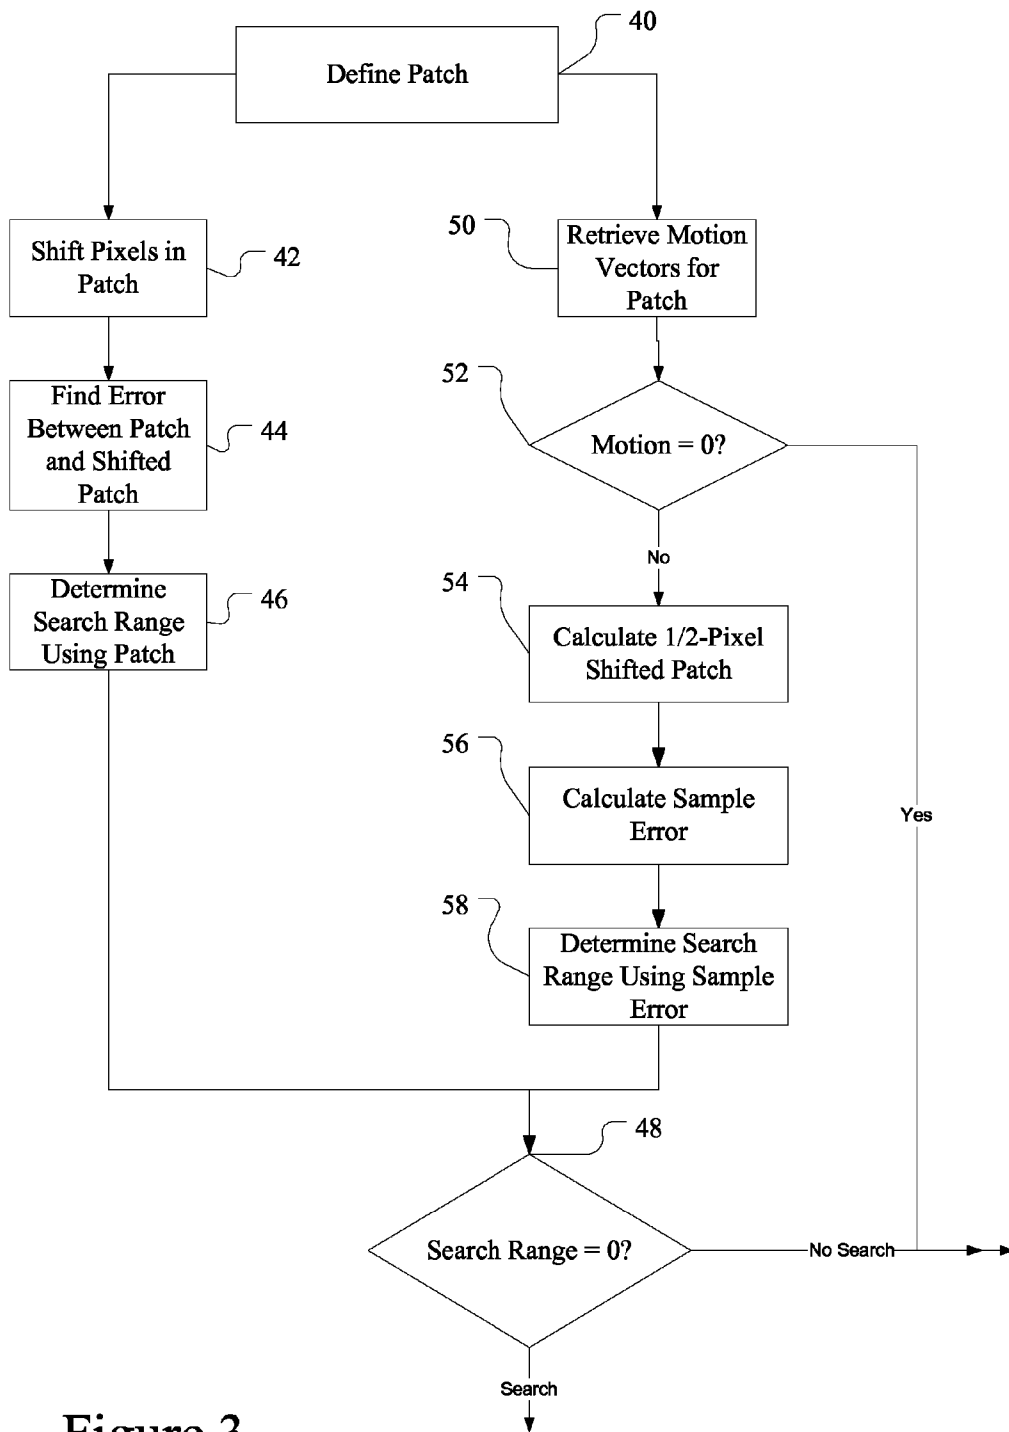 40
Define Patch
Shift Pixels in
Patch
42
50
Retrieve Motion
Vectors for
Patch
Find Error
Between Patch
and Shifted
Patch
44
52
Motion = 0?
No
Determine
Search Range
Using Patch
46
54
Calculate 1/2-Pixel
Shifted Patch
56
Calculate Sample
Error
Yes
58
Determine Search
Range Using Sample
Error
48
Search Range = 0?
No Search
Search
Figure 3